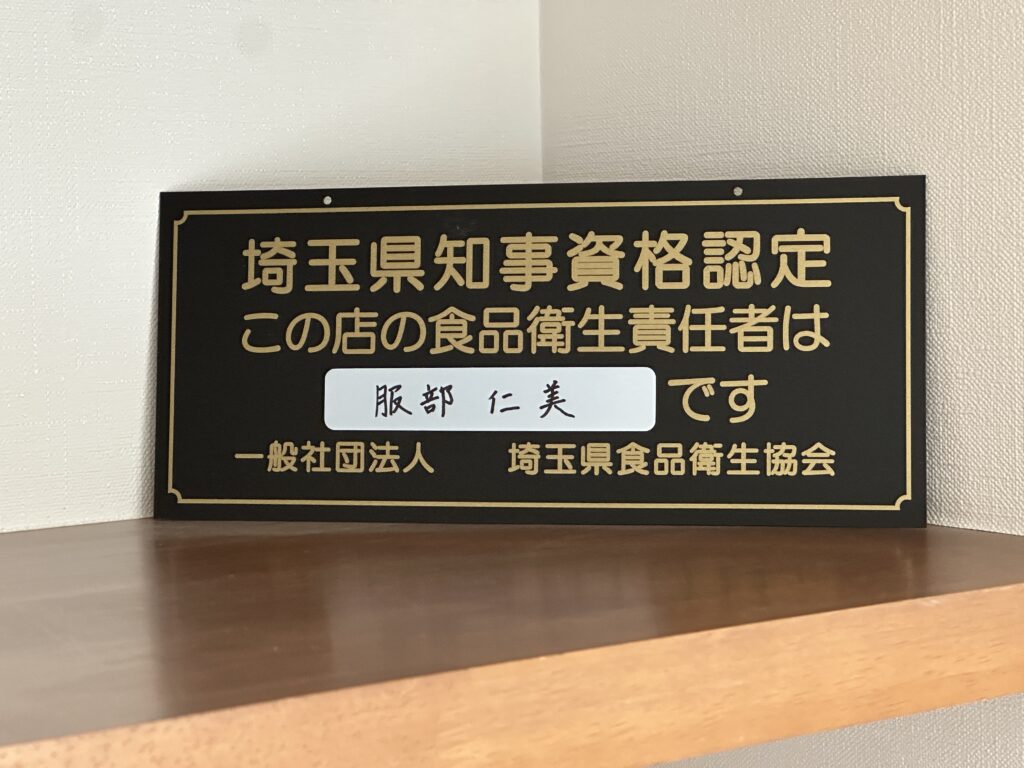 埼玉県知事資格認定
この店の食品衛生責任者は
服部 仁美 です
一般社団法人 埼玉県食品衛生協会